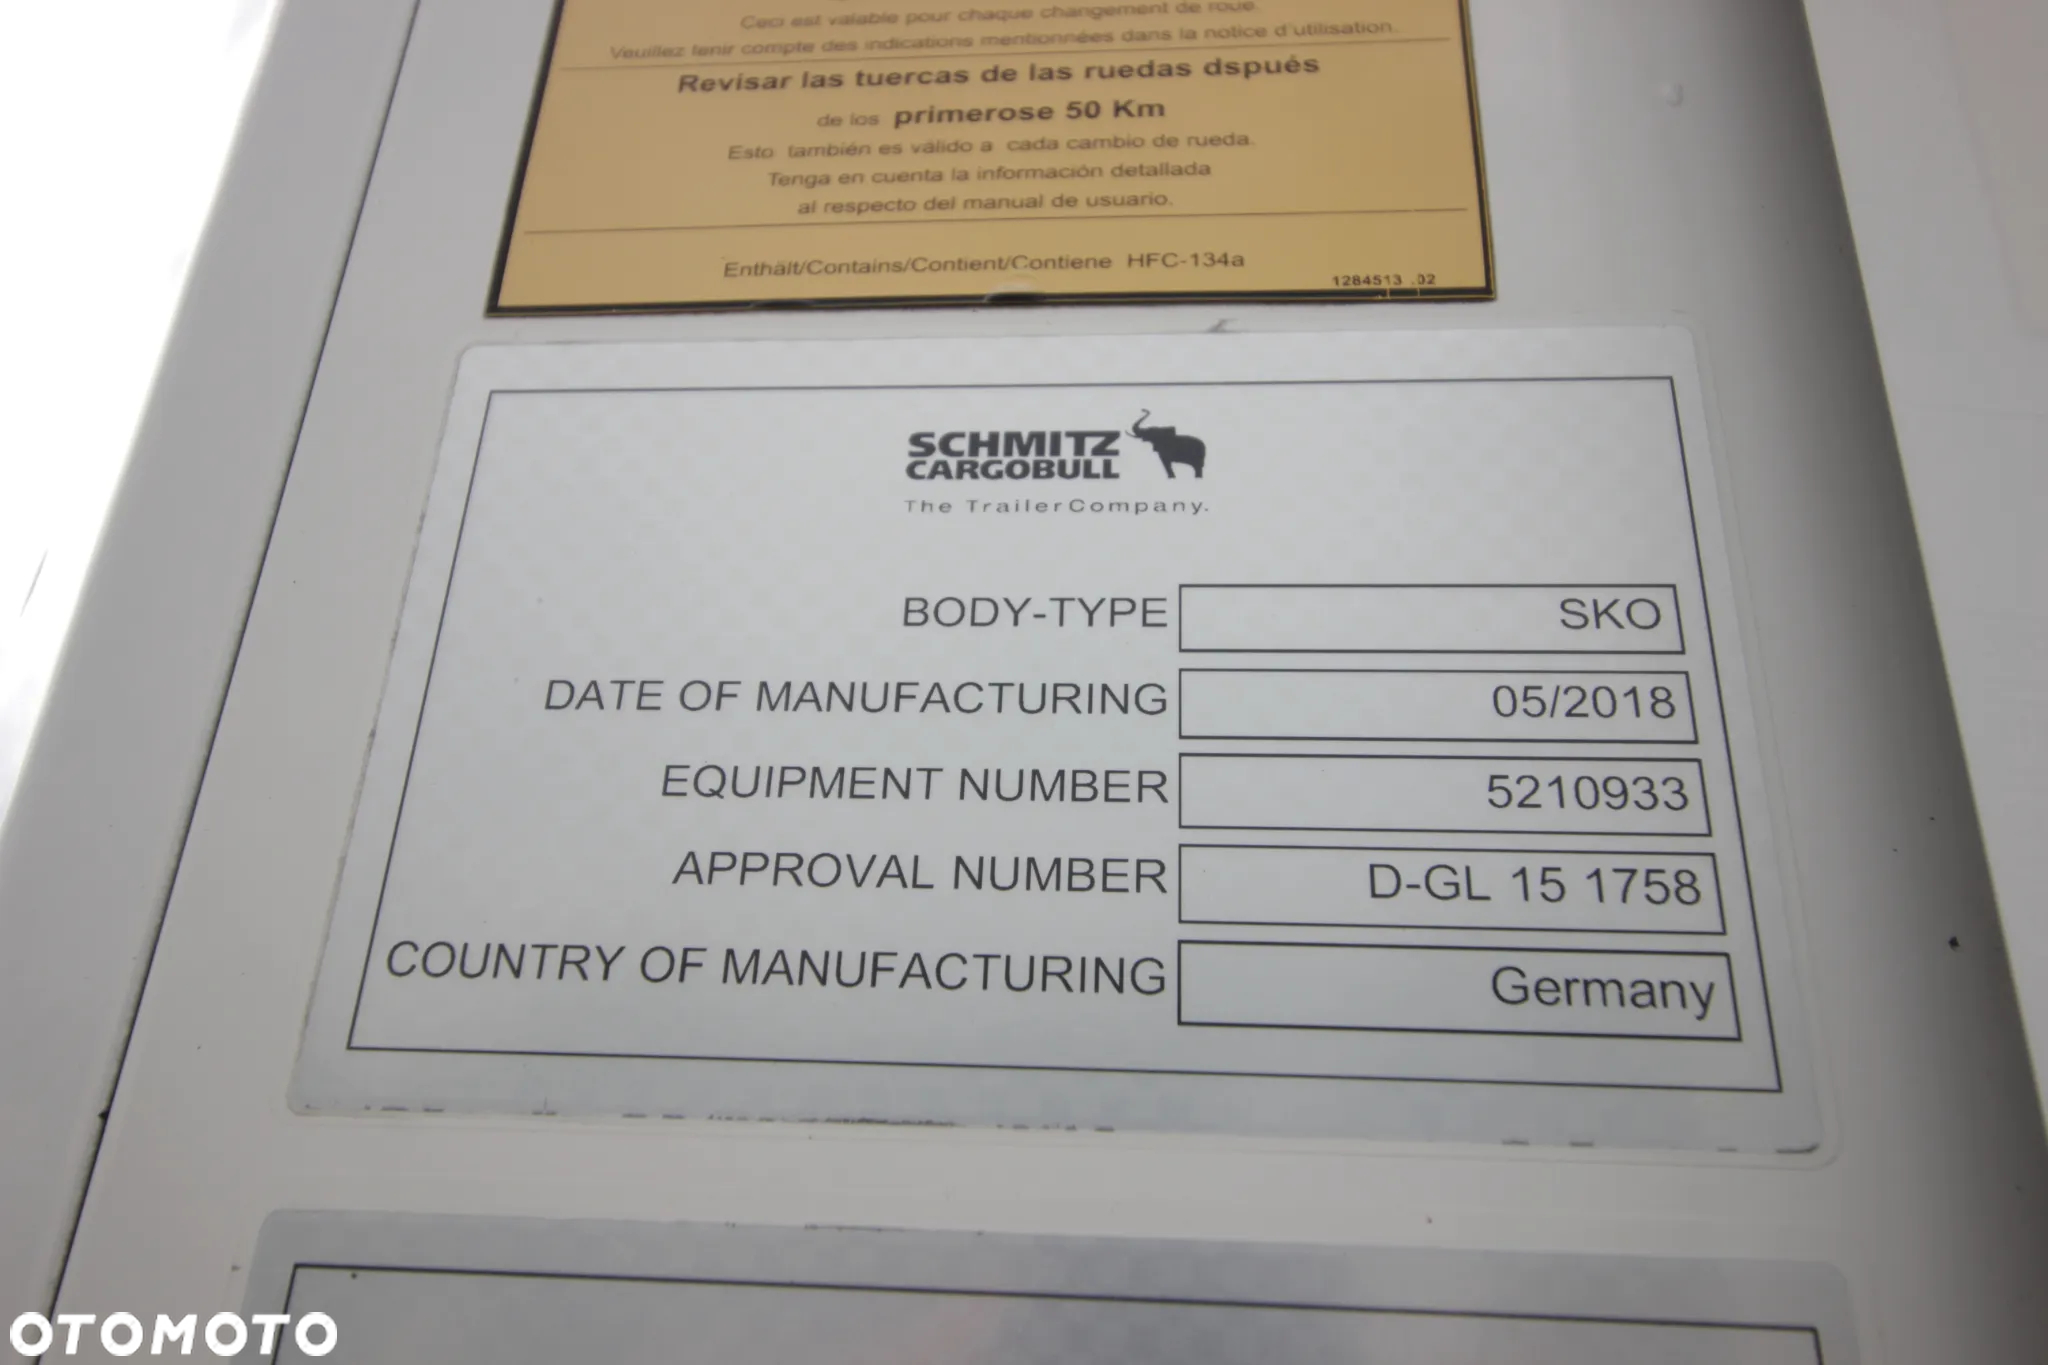 Ceci est valable pour chaque changement de roue.
Veuillez tenir compte des indications mentionnées dans la notice d'utilisation.
Revisar las tuercas de las ruedas dspués
de los primerose 50 Km
Esto también es válido a cada cambio de rueda.
Tenga en cuenta la información detallada
al respecto del manual de usuario.
Enthält/Contains/Contient/Contiene HFC-134a
1284513 .02
SCHMITZ
CARGOBULL
The TrailerCompany.
BODY-TYPE SKO
DATE OF MANUFACTURING 05/2018
EQUIPMENT NUMBER 5210933
APPROVAL NUMBER D-GL 15 1758
COUNTRY OF MANUFACTURING Germany
OTOMOTO